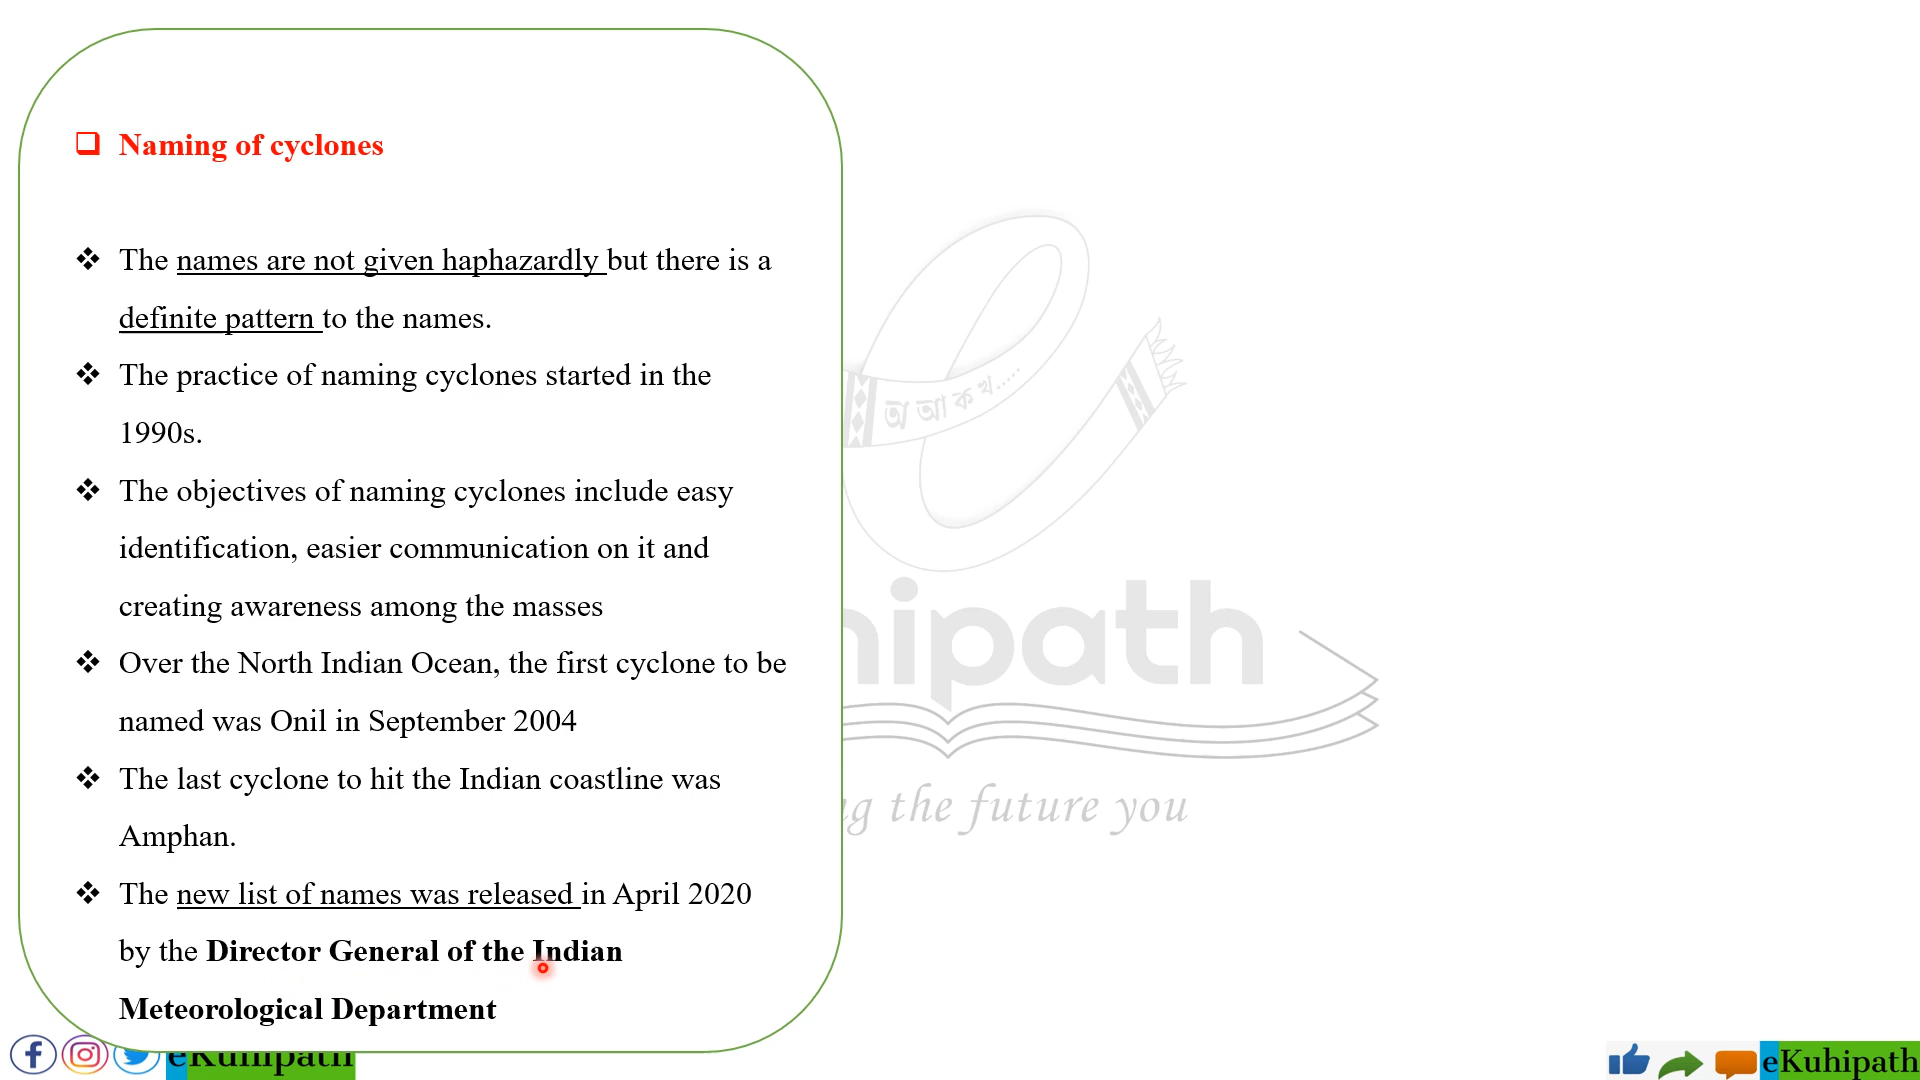 Naming of cyclones
The names are not given haphazardly but there is a
definite pattern to the names.
The practice of naming cyclones started in the
1990s.
The objectives of naming cyclones include easy
identification, easier communication on it and
creating awareness among the masses
Over the North Indian Ocean, the first cyclone to be
named was Onil in September 2004
The last cyclone to hit the Indian coastline was
Amphan.
The new list of names was released in April 2020
by the Director General of the Indian
Meteorological Department
অ আ ক খ.....
hipath
ng the future you
eKuhipath
eKuhipath